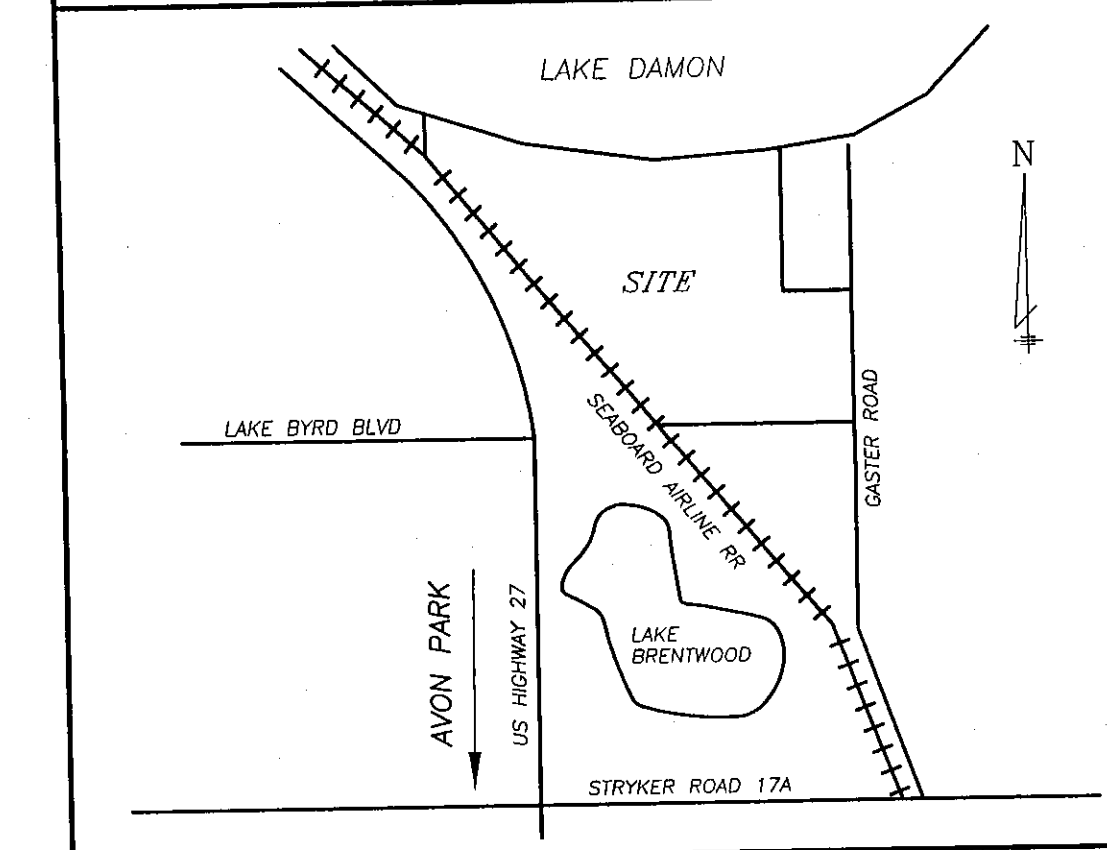 LAKE DAMON
N
SITE
GASTER ROAD
LAKE BYRD BLVD
SEABOARD AIRLINE RR
AVON PARK
US HIGHWAY 27
LAKE
BRENTWOOD
STRYKER ROAD 17A